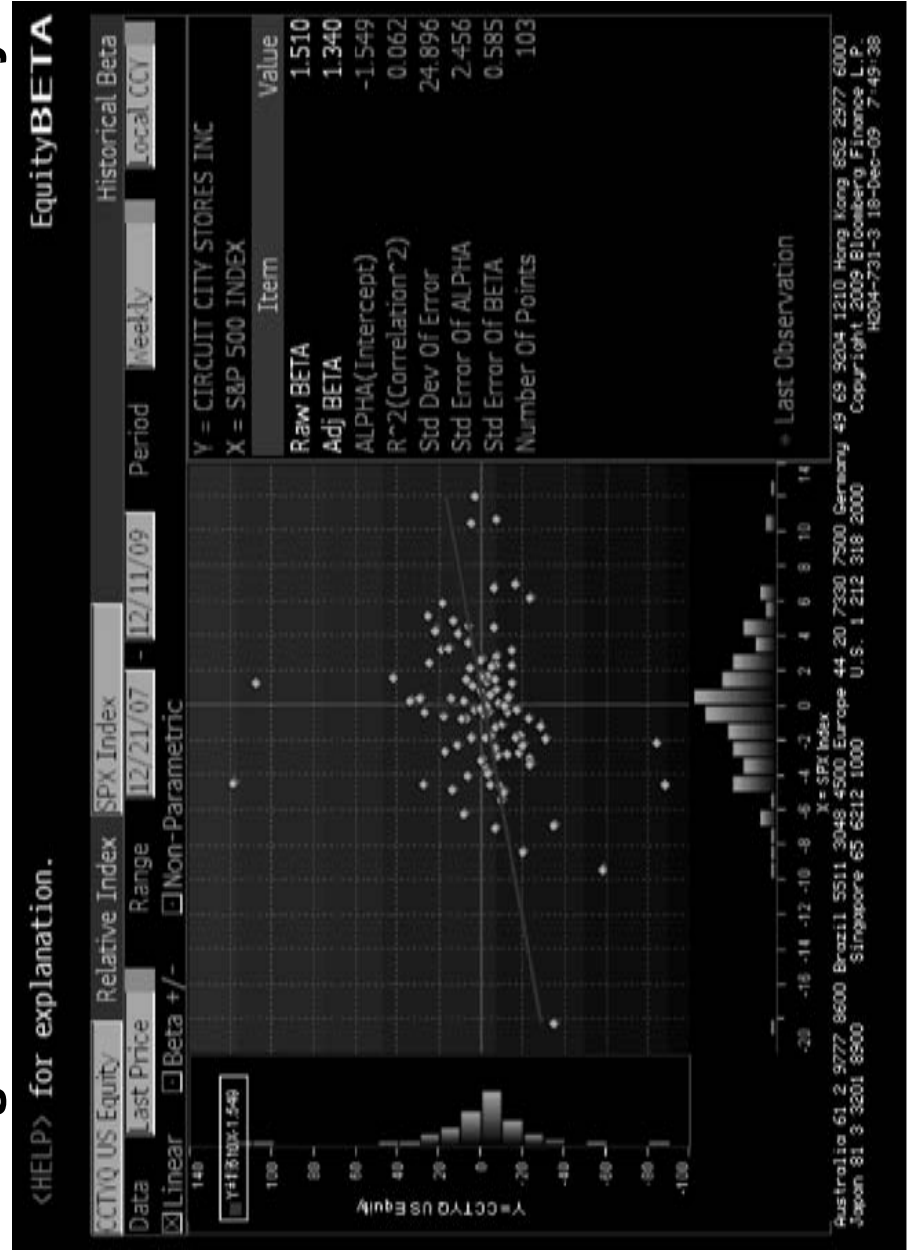 <HELP> for explanation. EquityBETA
CCTYQ US Equity Relative Index SPX Index Historical Beta
Data Last Price Range 12/21/07 - 12/11/09 Period Weekly Local CCY
Linear Beta +/- Non-Parametric
Y = CIRCUIT CITY STORES INC
X = S&P 500 INDEX
Item Value
Raw BETA 1.510
Adj BETA 1.340
ALPHA(Intercept) -1.549
R^2(Correlation^2) 0.062
Std Dev Of Error 24.896
Std Error Of ALPHA 2.456
Std Error Of BETA 0.585
Number Of Points 103
Last Observation
140
100
80
60
40
20
0
-20
-40
-60
-80
-100
Y=CCTYQ US Equity
-20 -16 -14 -12 -10 -8 -6 -4 -2 0 2 4 6 8 10 14
X = SPX Index
Australia 61 2 9777 8600 Brazil 5511 3048 4500 Europe 44 20 7330 7500 Germany 49 69 9204 1210 Hong Kong 852 2977 6000
Japan 81 3 3201 8900 Singapore 65 6212 1000 U.S. 1 212 318 2000 Copyright 2009 Bloomberg Finance L.P.
H204-731-3 18-Dec-09 7:49:38